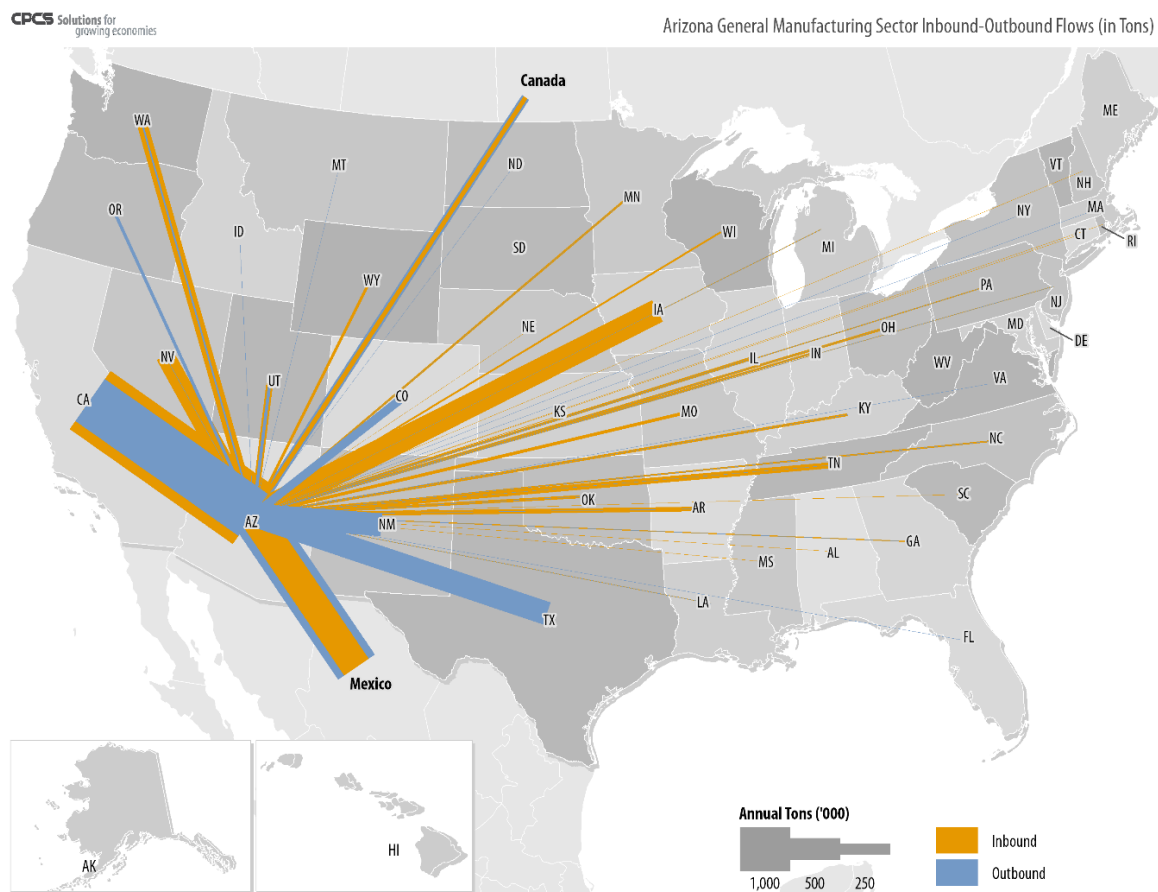 CPCS Solutions for
growing economies
Arizona General Manufacturing Sector Inbound-Outbound Flows (in Tons)
Canada
ME
WA
MT
ND
VT
MN
NH
OR
NY
MA
ID
WI
CT
RI
SD
MI
WY
PA
NJ
IA
MD
NE
OH
DE
NV
IL
IN
WV
UT
VA
CA
CO
KS
MO
KY
NC
TN
SC
OK
AR
AZ
NM
GA
AL
MS
LA
TX
FL
Mexico
Annual Tons ('000)
Inbound
HI
AK
Outbound
1,000 500 250